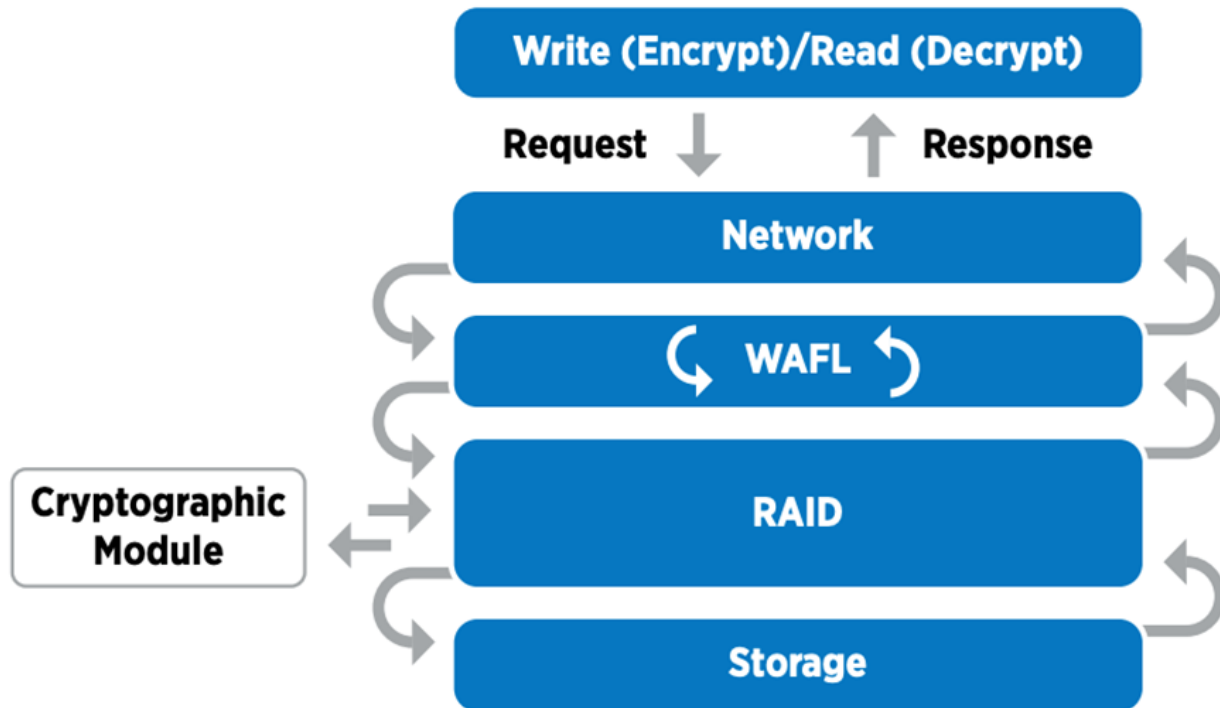 Write (Encrypt)/Read (Decrypt)
Request
Response
Network
WAFL
RAID
Cryptographic
Module
Storage